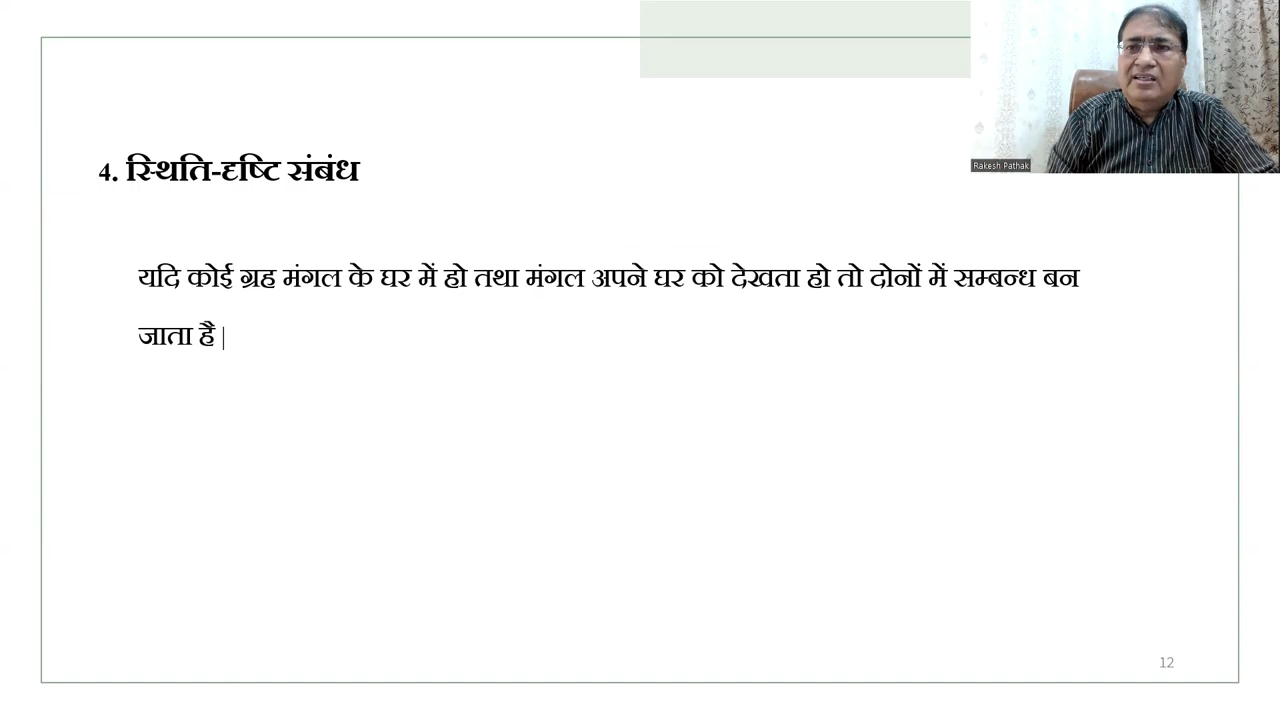 Rakesh Pathak
4. स्थिति-दृष्टि संबंध
यदि कोई ग्रह मंगल के घर में हो तथा मंगल अपने घर को देखता हो तो दोनों में सम्बन्ध बन
जाता है |
12